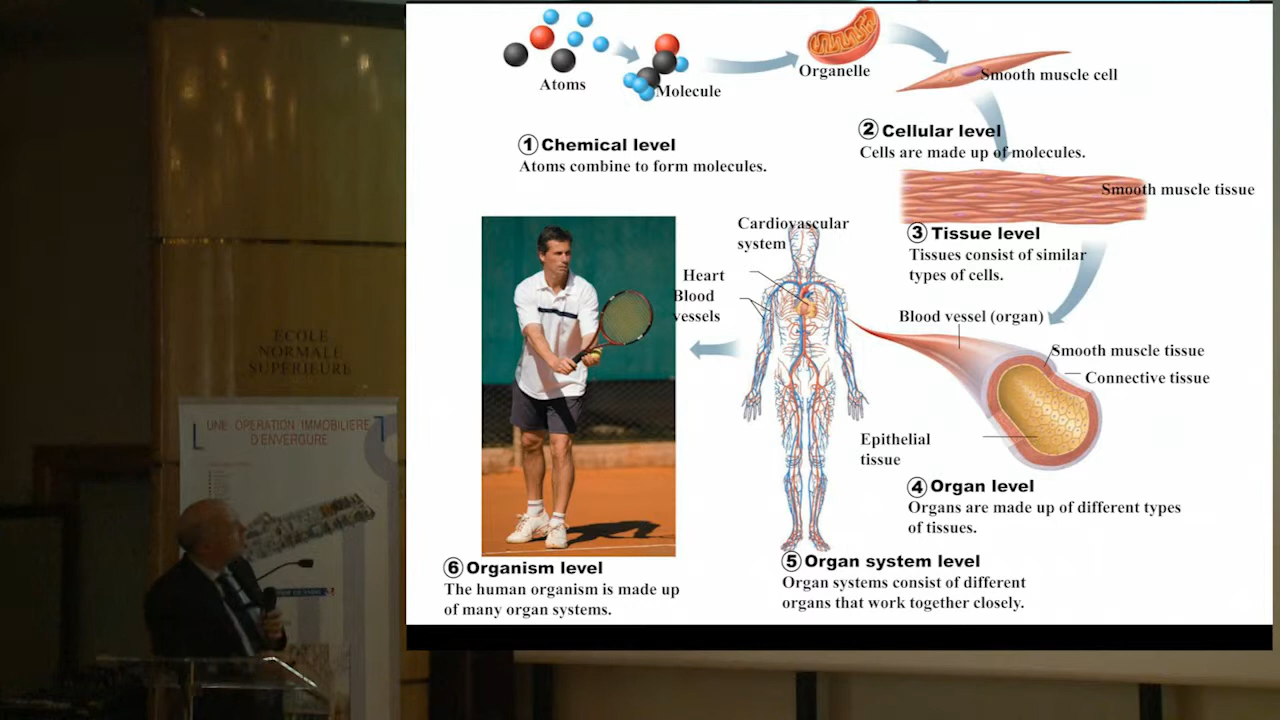 Atoms
Molecule
Organelle
Smooth muscle cell
1 Chemical level
Atoms combine to form molecules.
2 Cellular level
Cells are made up of molecules.
Smooth muscle tissue
3 Tissue level
Tissues consist of similar
types of cells.
Cardiovascular
system
Heart
Blood
vessels
Blood vessel (organ)
Smooth muscle tissue
Connective tissue
Epithelial
tissue
4 Organ level
Organs are made up of different types
of tissues.
5 Organ system level
Organ systems consist of different
organs that work together closely.
6 Organism level
The human organism is made up
of many organ systems.
ECOLE
NORMALE
SUPERIEURE
UNE OPERATION IMMOBILIERE
D'ENVERGURE